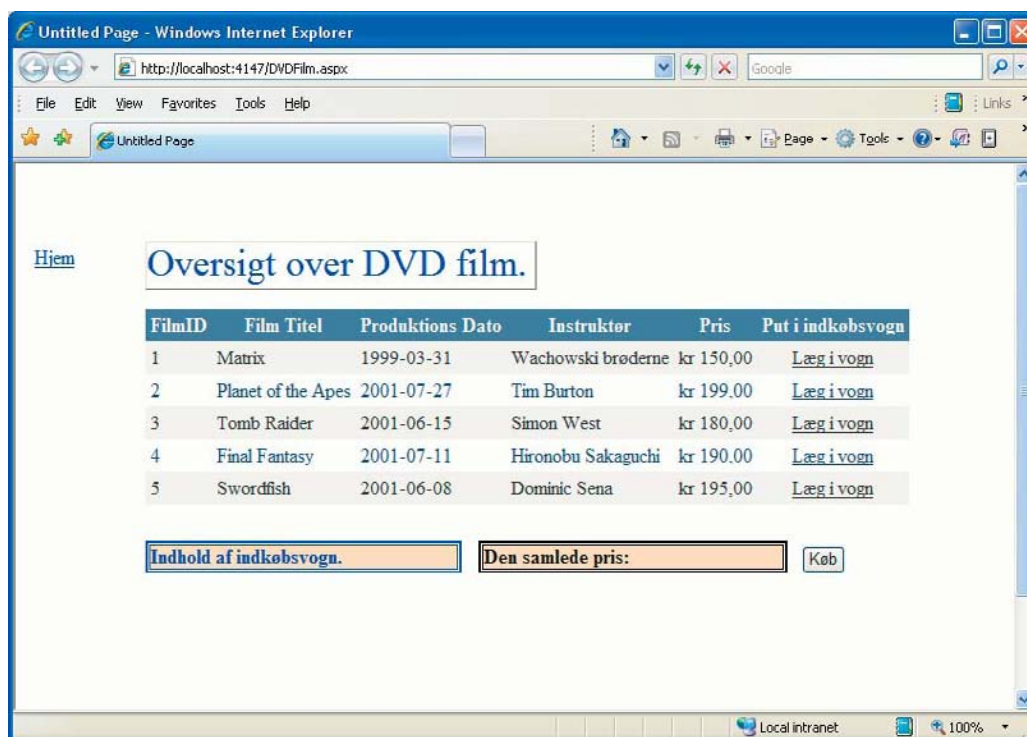 Untitled Page - Windows Internet Explorer
http://localhost:4147/DVDFilm.aspx
Google
File Edit View Favorites Tools Help
Links
Untitled Page
Page Tools
Hjem
Oversigt over DVD film.
FilmID Film Titel Produktions Dato Instruktør Pris Put i indkøbsvogn
1 Matrix 1999-03-31 Wachowski brøderne kr 150,00 Læg i vogn
2 Planet of the Apes 2001-07-27 Tim Burton kr 199,00 Læg i vogn
3 Tomb Raider 2001-06-15 Simon West kr 180,00 Læg i vogn
4 Final Fantasy 2001-07-11 Hironobu Sakaguchi kr 190,00 Læg i vogn
5 Swordfish 2001-06-08 Dominic Sena kr 195,00 Læg i vogn
Indhold af indkøbsvogn. Den samlede pris: Køb
Local intranet 100%